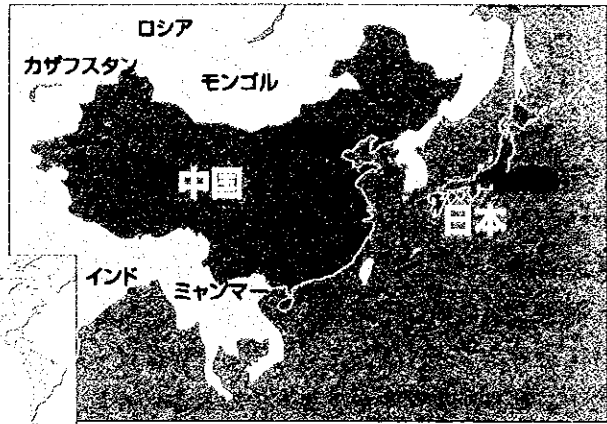 ロシア
カザフスタン
モンゴル
中国
日本
インド
ミャンマー